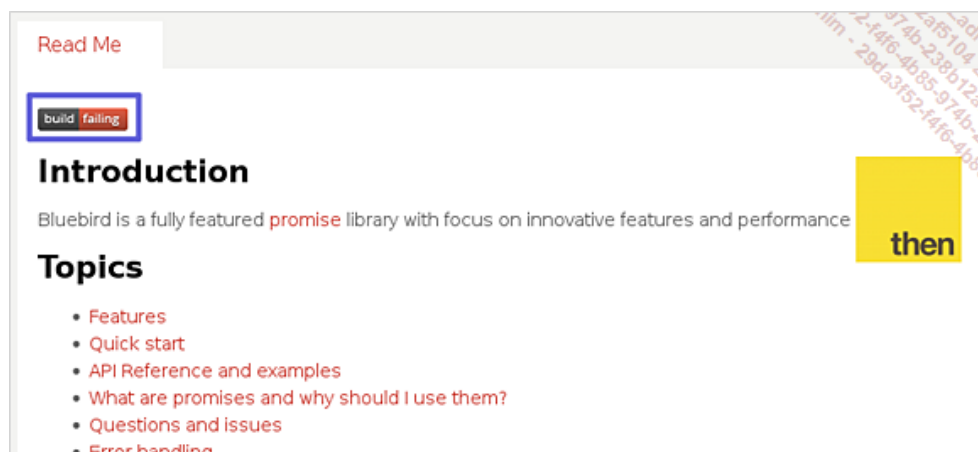 Read Me
build failing
Introduction
Bluebird is a fully featured promise library with focus on innovative features and performance
then
Topics
• Features
• Quick start
• API Reference and examples
• What are promises and why should I use them?
• Questions and issues
• Error handling